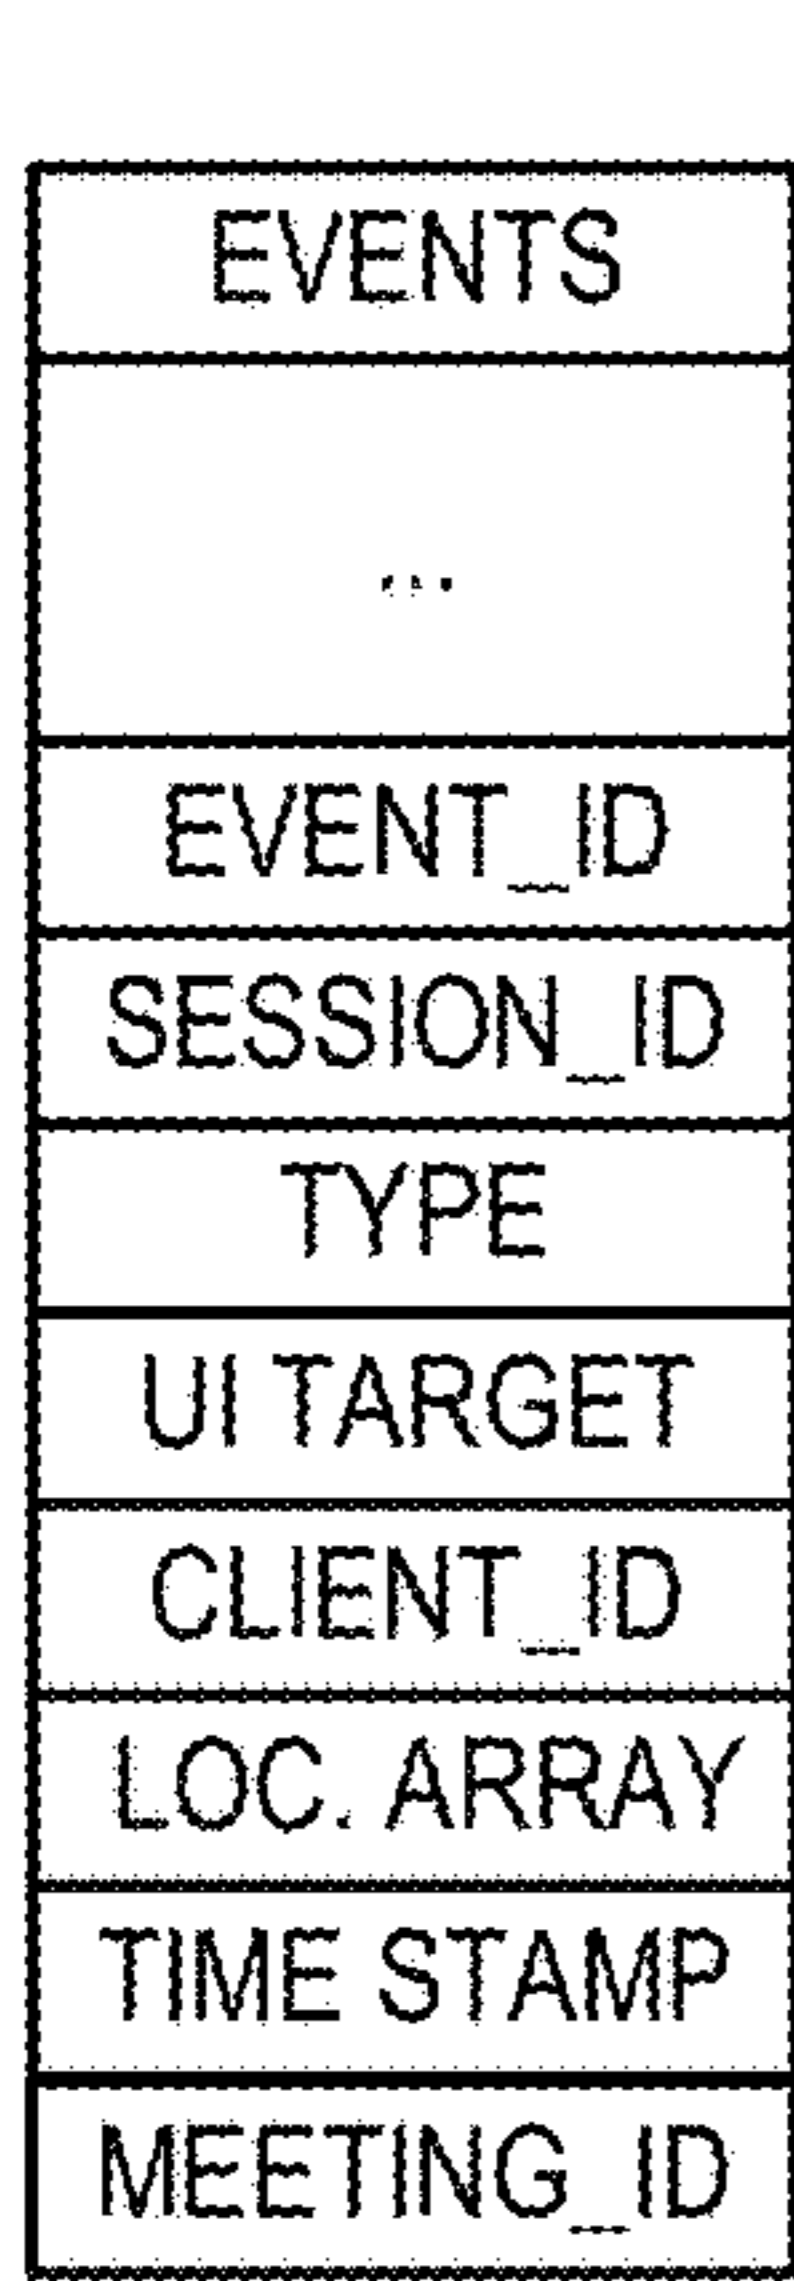 EVENTS
...
EVENT_ID
SESSION_ID
TYPE
UI TARGET
CLIENT_ID
LOC. ARRAY
TIME STAMP
MEETING_ID